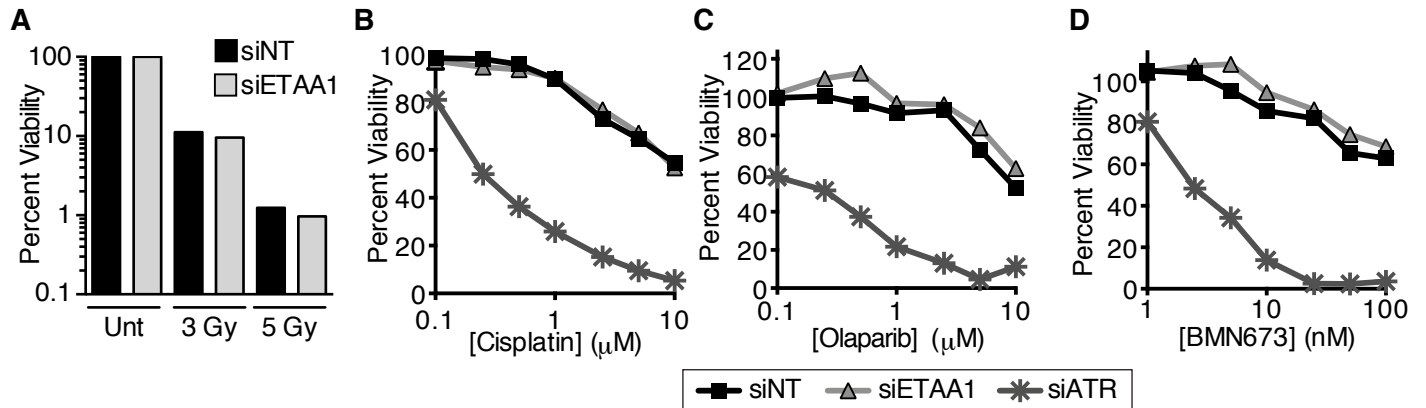 A
Percent Viability
100
10
1
0.1
siNT
siETAA1
Unt
3 Gy
5 Gy
B
Percent Viability
100
80
60
40
20
0
0.1
1
10
[Cisplatin] (μM)
C
Percent Viability
120
100
80
60
40
20
0
0.1
1
10
[Olaparib] (μM)
D
Percent Viability
100
80
60
40
20
0
1
10
100
[BMN673] (nM)
siNT
siETAA1
siATR